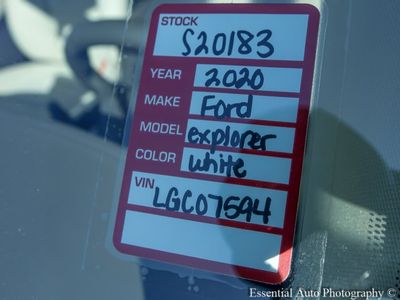 STOCK
S20183
YEAR 2020
MAKE Ford
MODEL explorer
COLOR white
VIN
LGC07594
Essential Auto Photography ©